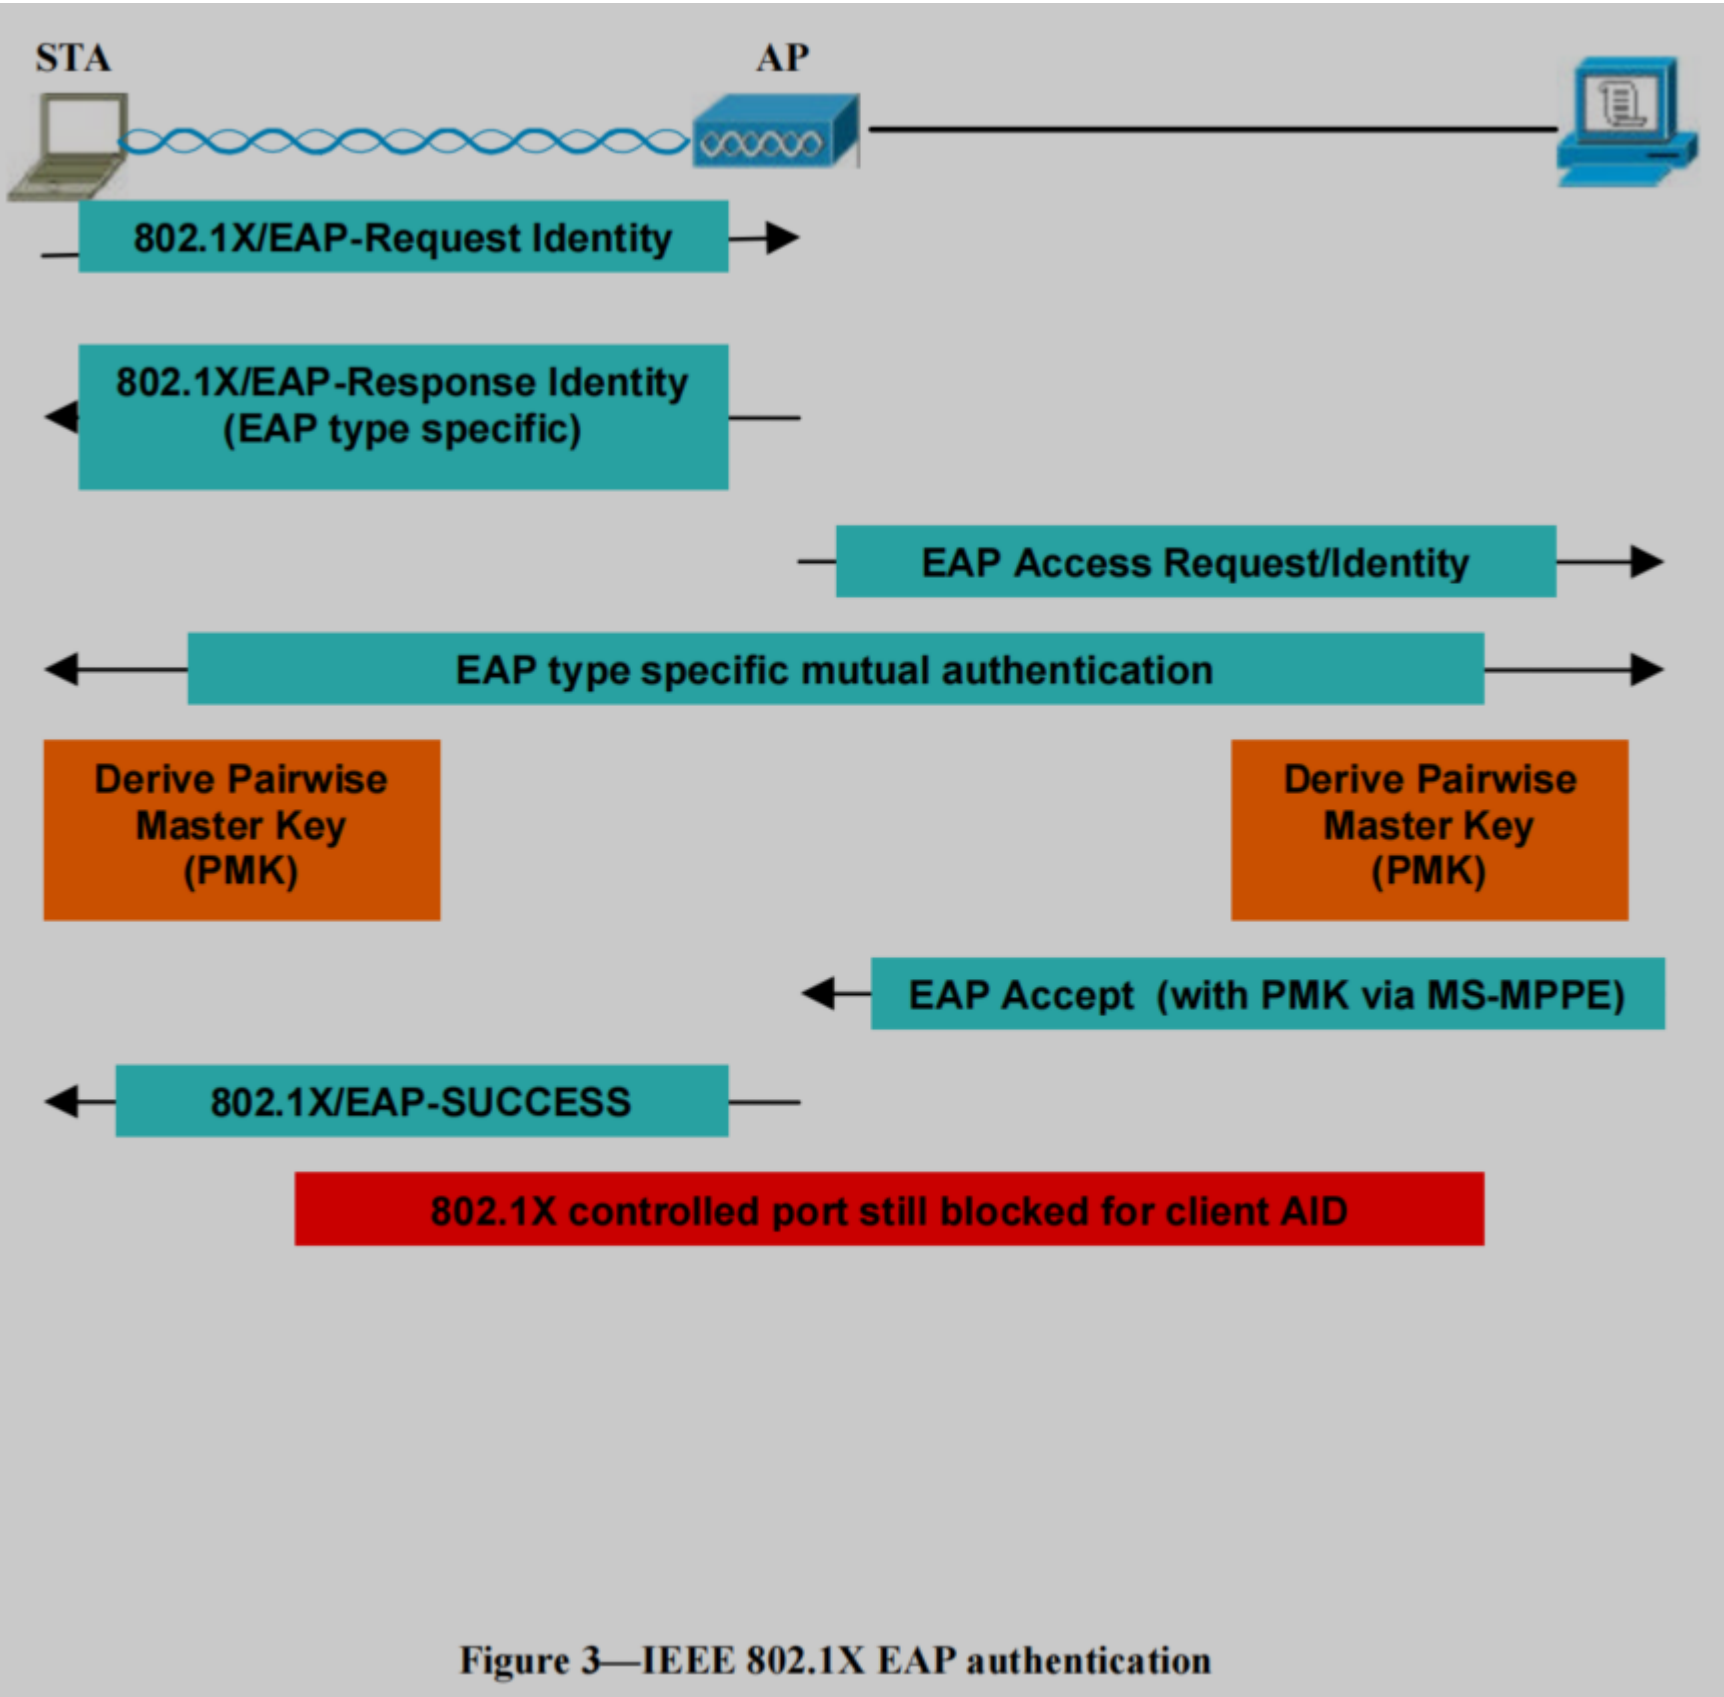 STA
AP
802.1X/EAP-Request Identity
802.1X/EAP-Response Identity
(EAP type specific)
EAP Access Request/Identity
EAP type specific mutual authentication
Derive Pairwise
Master Key
(PMK)
Derive Pairwise
Master Key
(PMK)
EAP Accept (with PMK via MS-MPPE)
802.1X/EAP-SUCCESS
802.1X controlled port still blocked for client AID
Figure 3—IEEE 802.1X EAP authentication